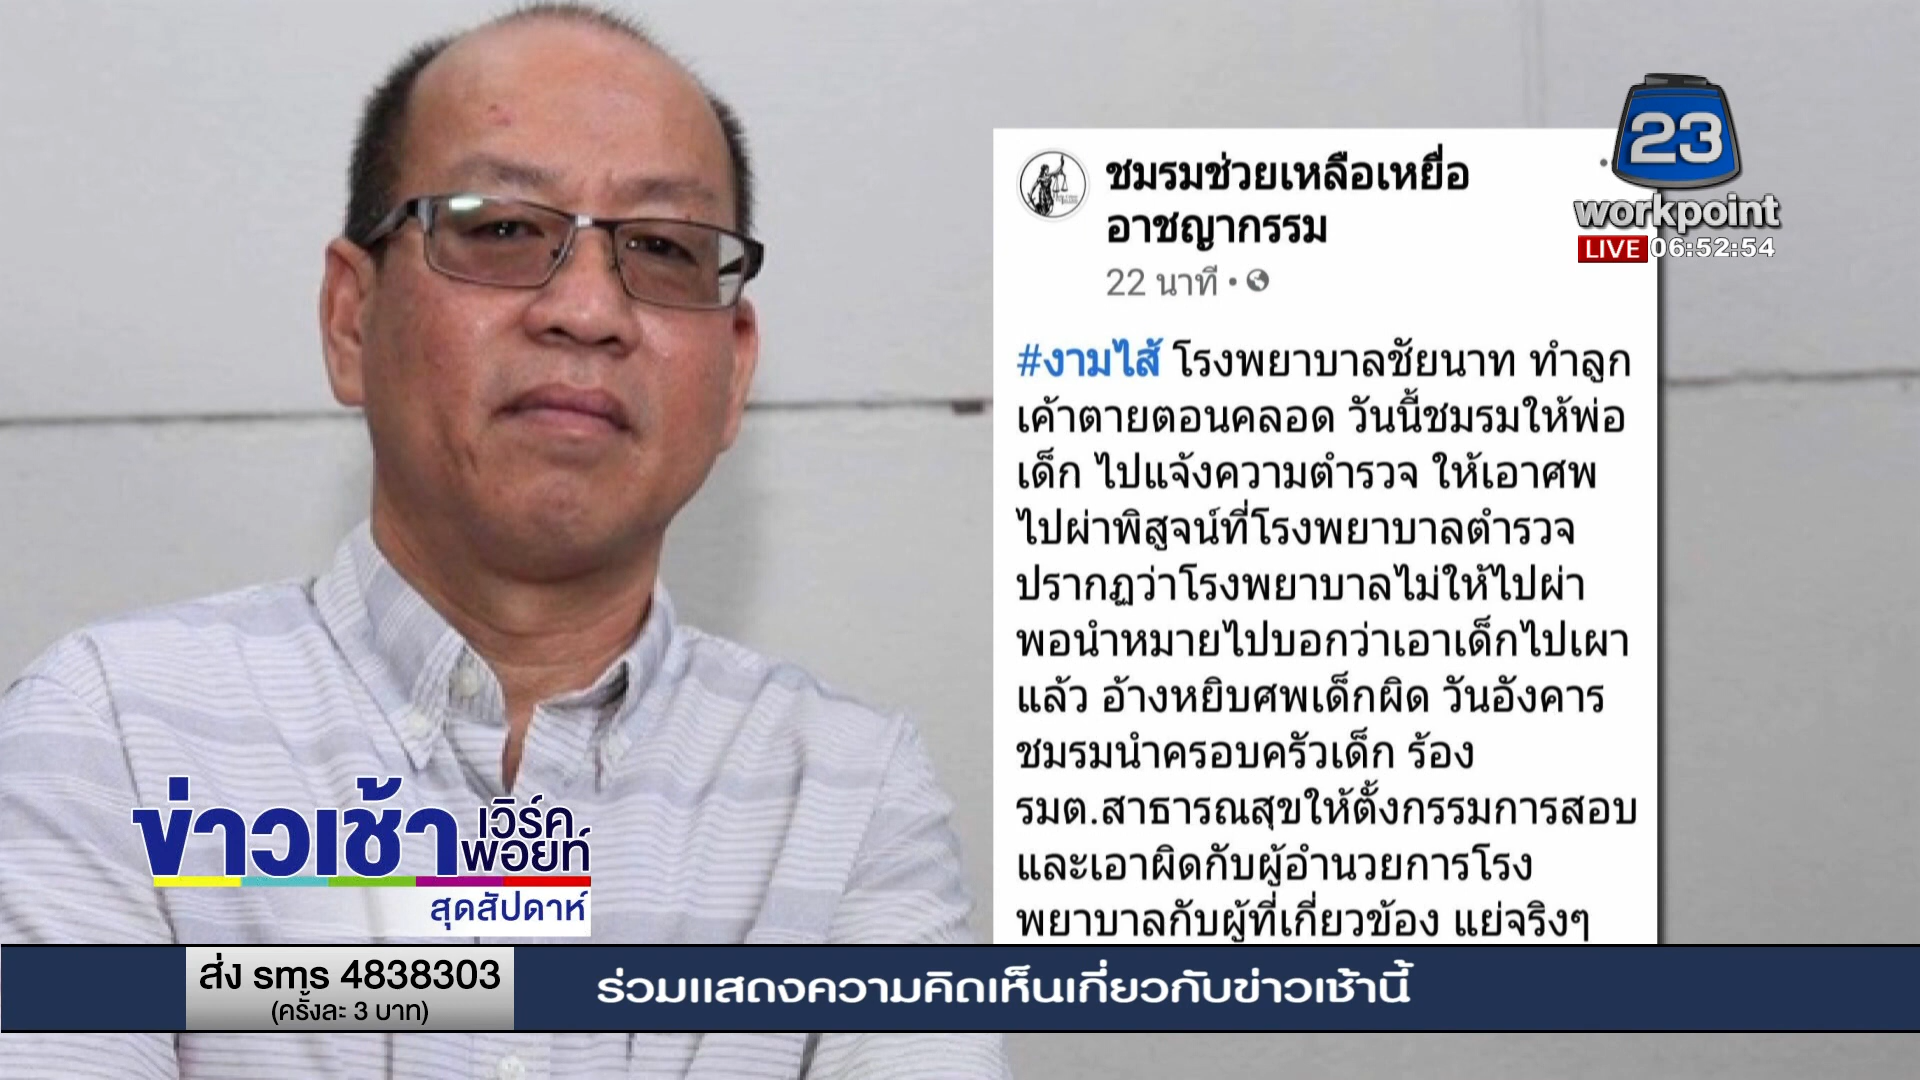 23
workpoint
LIVE 06:52:54
ชมรมช่วยเหลือเหยื่อ
อาชญากรรม
22 นาที
#งามไส้ โรงพยาบาลชัยนาท ทำลูก
เค้าตายตอนคลอด วันนี้ชมรมให้พ่อ
เด็ก ไปแจ้งความตำรวจ ให้เอาศพ
ไปผ่าพิสูจน์ที่โรงพยาบาลตำรวจ
ปรากฏว่าโรงพยาบาลไม่ให้ไปผ่า
พอนำหมายไปบอกว่าเอาเด็กไปเผา
แล้ว อ้างหยิบศพเด็กผิด วันอังคาร
ชมรมนำครอบครัวเด็ก ร้อง
รมต.สาธารณสุขให้ตั้งกรรมการสอบ
และเอาผิดกับผู้อำนวยการโรง
พยาบาลกับผู้ที่เกี่ยวข้อง แย่จริงๆ
ข่าวเช้า เวิร์คพอยท์
สุดสัปดาห์
ส่ง sms 4838303
(ครั้งละ 3 บาท)
ร่วมแสดงความคิดเห็นเกี่ยวกับข่าวเช้านี้